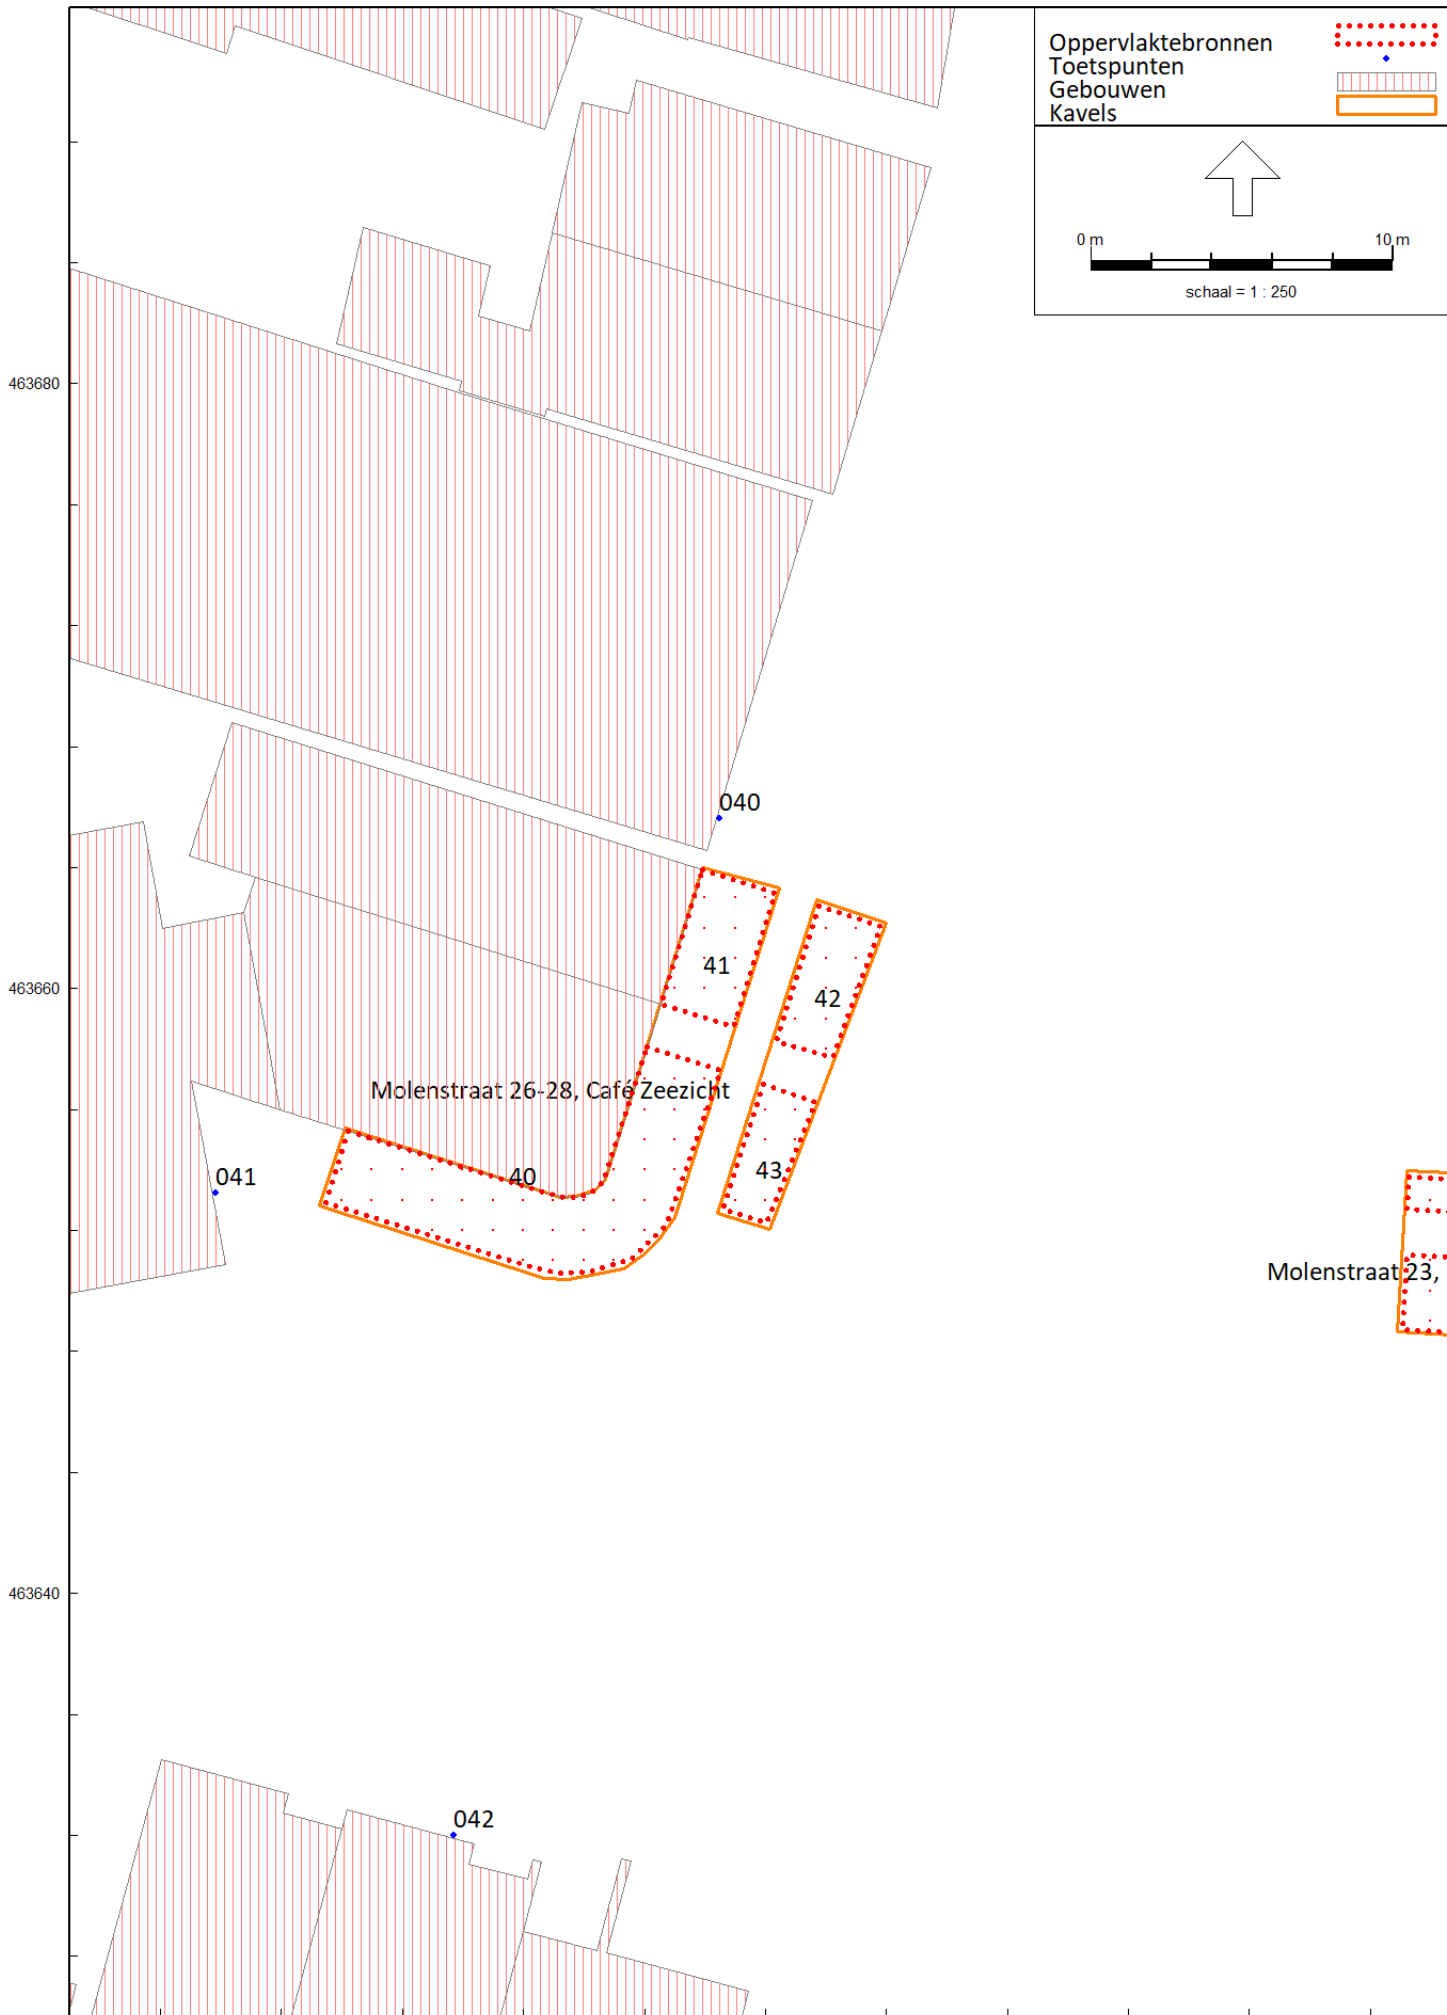 Oppervlaktebronnen
Toetspunten
Gebouwen
Kavels
0 m 10 m
schaal = 1 : 250
463680
040
463660
41
42
Molenstraat 26-28, Café Zeezicht
041
40
43
Molenstraat 23,
463640
042